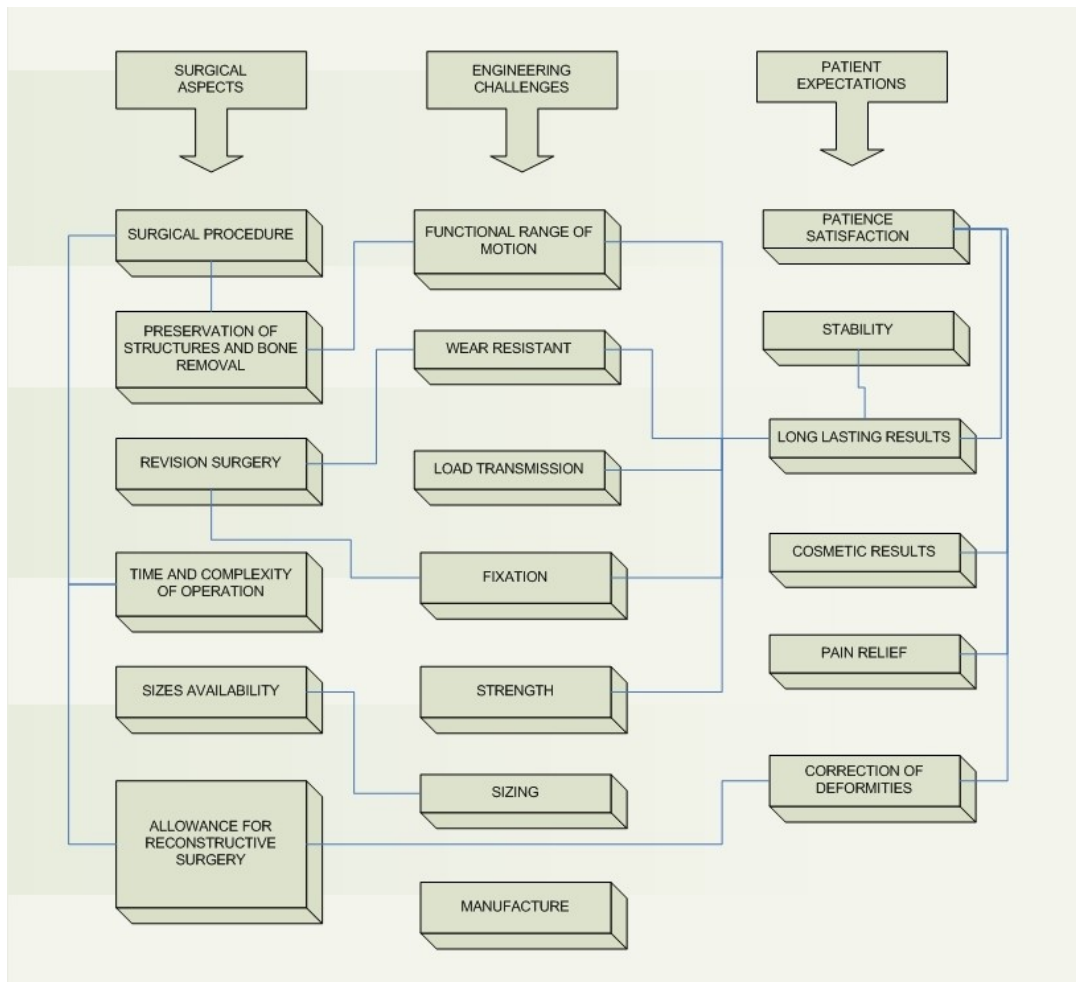 SURGICAL
ASPECTS
ENGINEERING
CHALLENGES
PATIENT
EXPECTATIONS
SURGICAL PROCEDURE
PRESERVATION OF
STRUCTURES AND BONE
REMOVAL
REVISION SURGERY
TIME AND COMPLEXITY
OF OPERATION
SIZES AVAILABILITY
ALLOWANCE FOR
RECONSTRUCTIVE
SURGERY
FUNCTIONAL RANGE OF
MOTION
WEAR RESISTANT
LOAD TRANSMISSION
FIXATION
STRENGTH
SIZING
MANUFACTURE
PATIENCE
SATISFACTION
STABILITY
LONG LASTING RESULTS
COSMETIC RESULTS
PAIN RELIEF
CORRECTION OF
DEFORMITIES